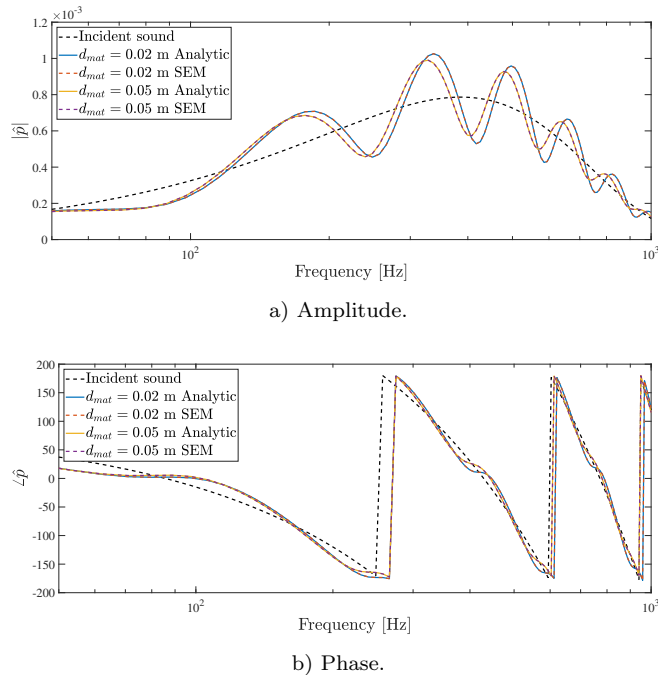 ×10⁻³
1.2
1
0.8
0.6
0.4
0.2
0
|p̂|
Incident sound
d_mat = 0.02 m Analytic
d_mat = 0.02 m SEM
d_mat = 0.05 m Analytic
d_mat = 0.05 m SEM
10² 10³
Frequency [Hz]
a) Amplitude.
200
150
100
50
0
-50
-100
-150
-200
∠p̂
Incident sound
d_mat = 0.02 m Analytic
d_mat = 0.02 m SEM
d_mat = 0.05 m Analytic
d_mat = 0.05 m SEM
10² 10³
Frequency [Hz]
b) Phase.